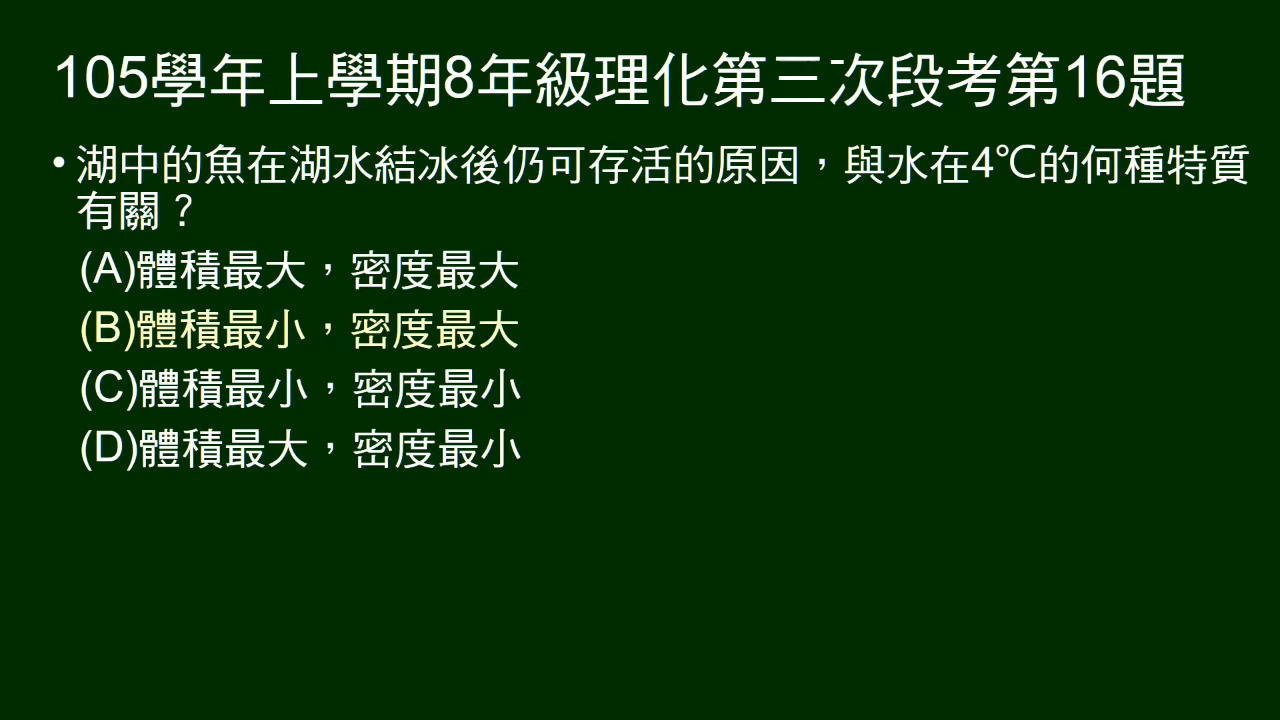 105學年上學期8年級理化第三次段考第16題
•湖中的魚在湖水結冰後仍可存活的原因，與水在4℃的何種特質
有關？
(A)體積最大，密度最大
(B)體積最小，密度最大
(C)體積最小，密度最小
(D)體積最大，密度最小